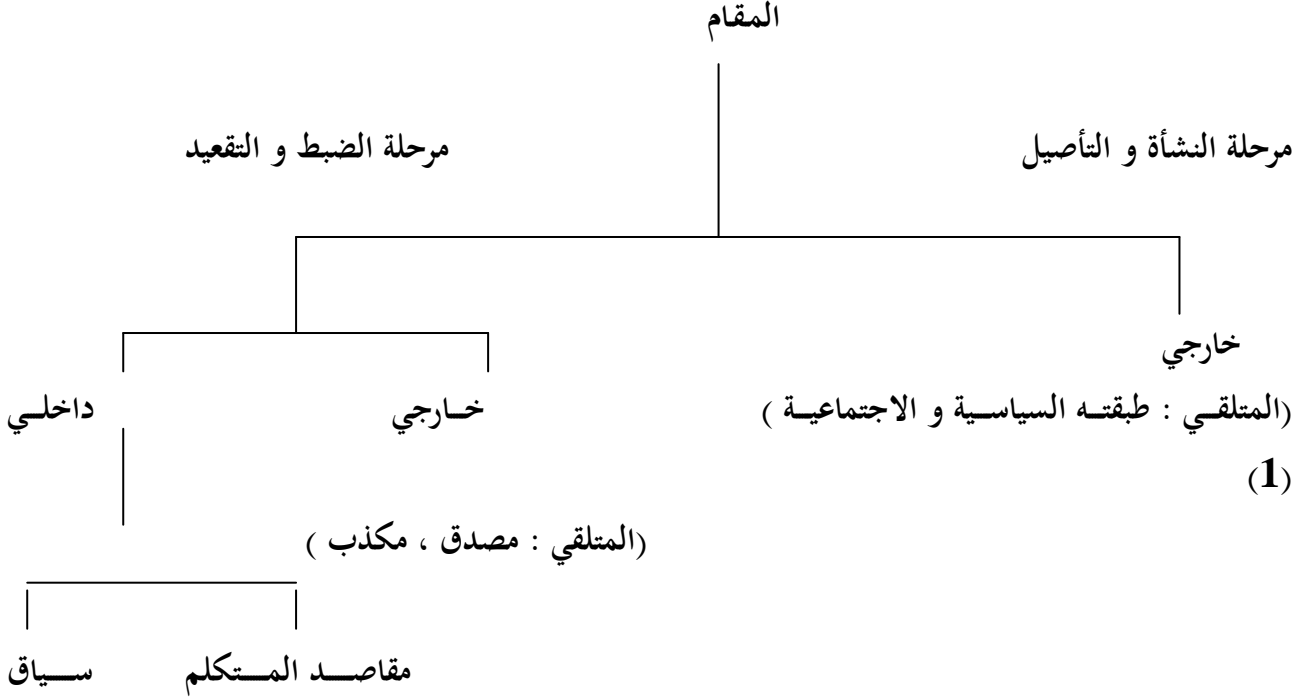 المقام
مرحلة النشأة و التأصيل
مرحلة الضبط و التقعيد
خارجي
(المتلقي : طبقته السياسية و الاجتماعية )
خارجي
داخلي
(1)
(المتلقي : مصدق ، مكذب )
مقاصد المتكلم
سياق